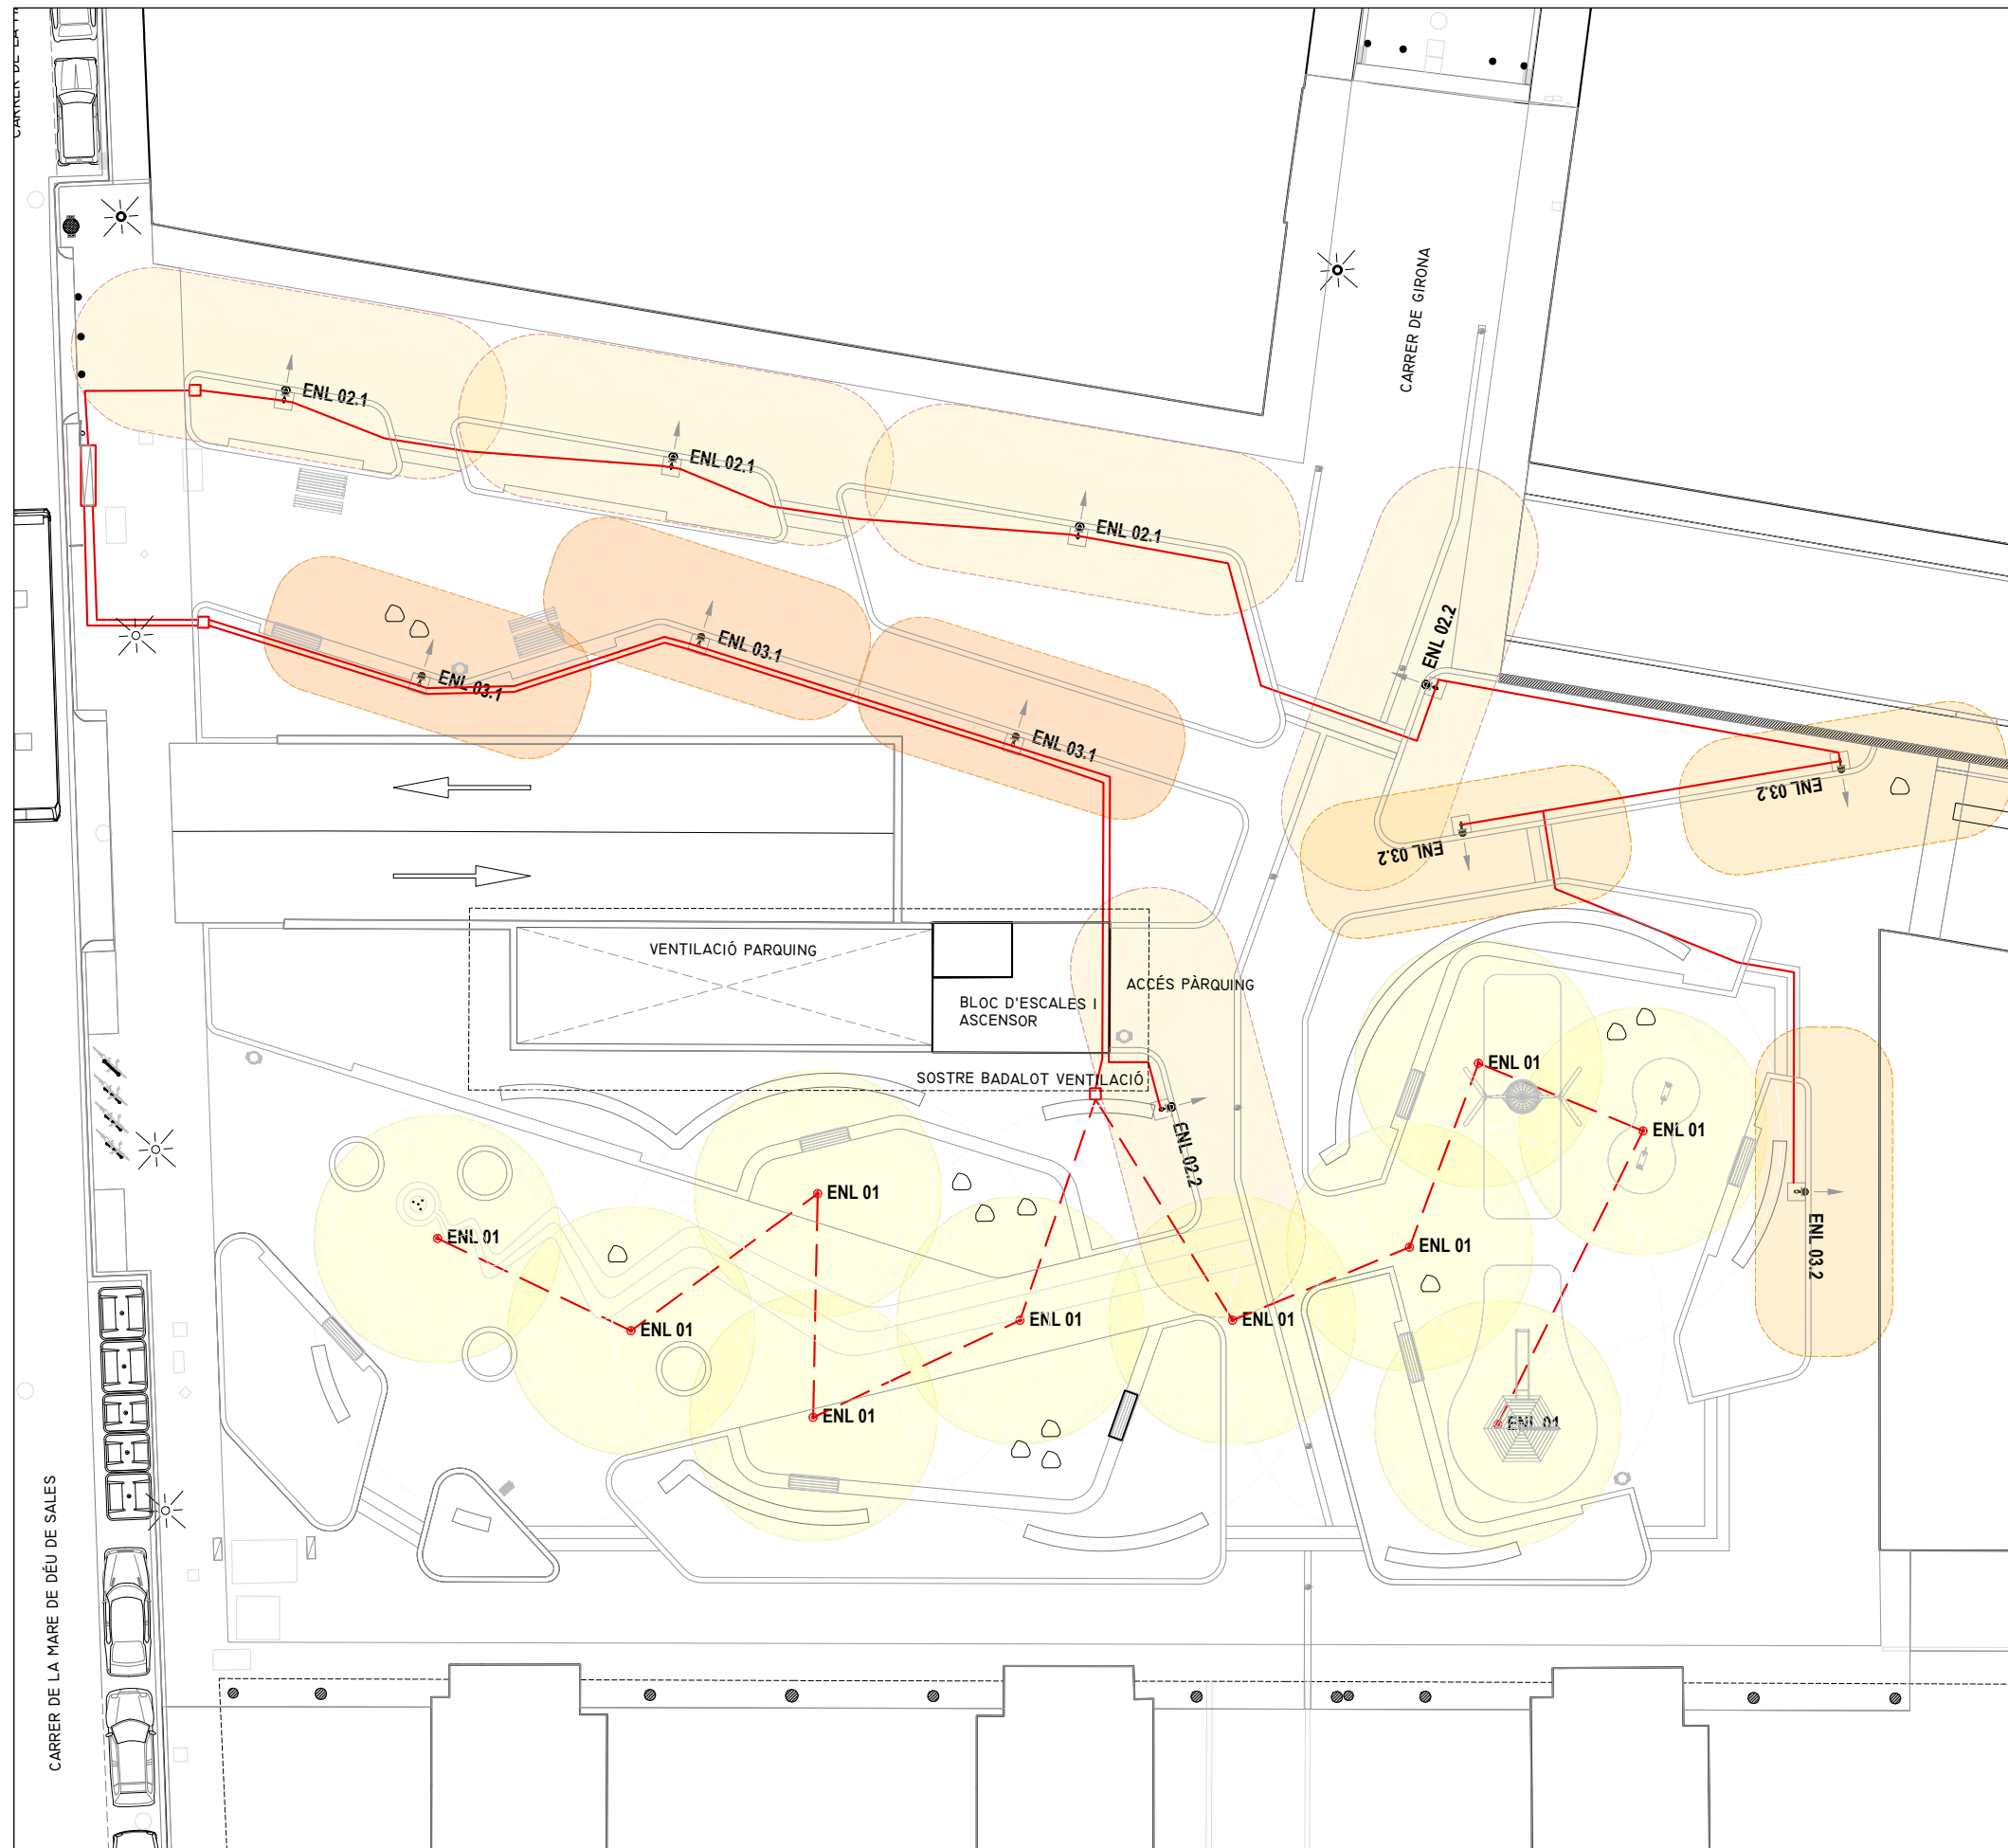 CARRER DE LA M
ENL 02.1
ENL 02.1
ENL 02.1
CARRER DE GIRONA
ENL 02.2
ENL 03.1
ENL 03.1
ENL 03.1
ENL 03.2
ENL 03.2
VENTILACIÓ PARQUING
BLOC D'ESCALES I
ASCENSOR
ACCÉS PÀRQUING
SOSTRE BADALOT VENTILACIÓ
ENL 02.2
ENL 01
ENL 01
ENL 03.2
ENL 01
ENL 01
ENL 01
ENL 01
ENL 01
ENL 01
ENL 01
ENL 01
CARRER DE LA MARE DE DÉU DE SALES